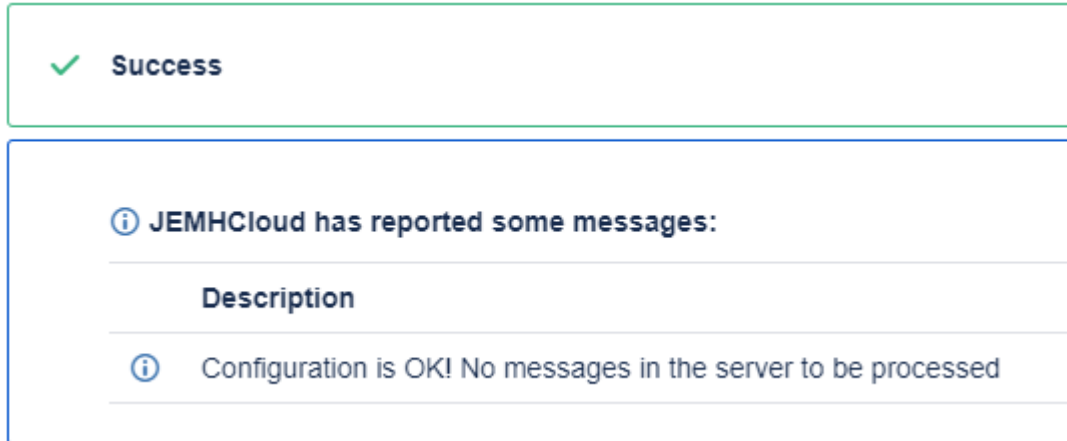 Success
JEMHCloud has reported some messages:
Description
Configuration is OK! No messages in the server to be processed